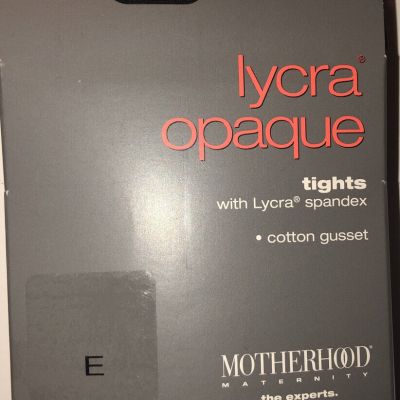 lycra®
opaque
tights
with Lycra® spandex
• cotton gusset
E
MOTHERHOOD®
MATERNITY
the experts.